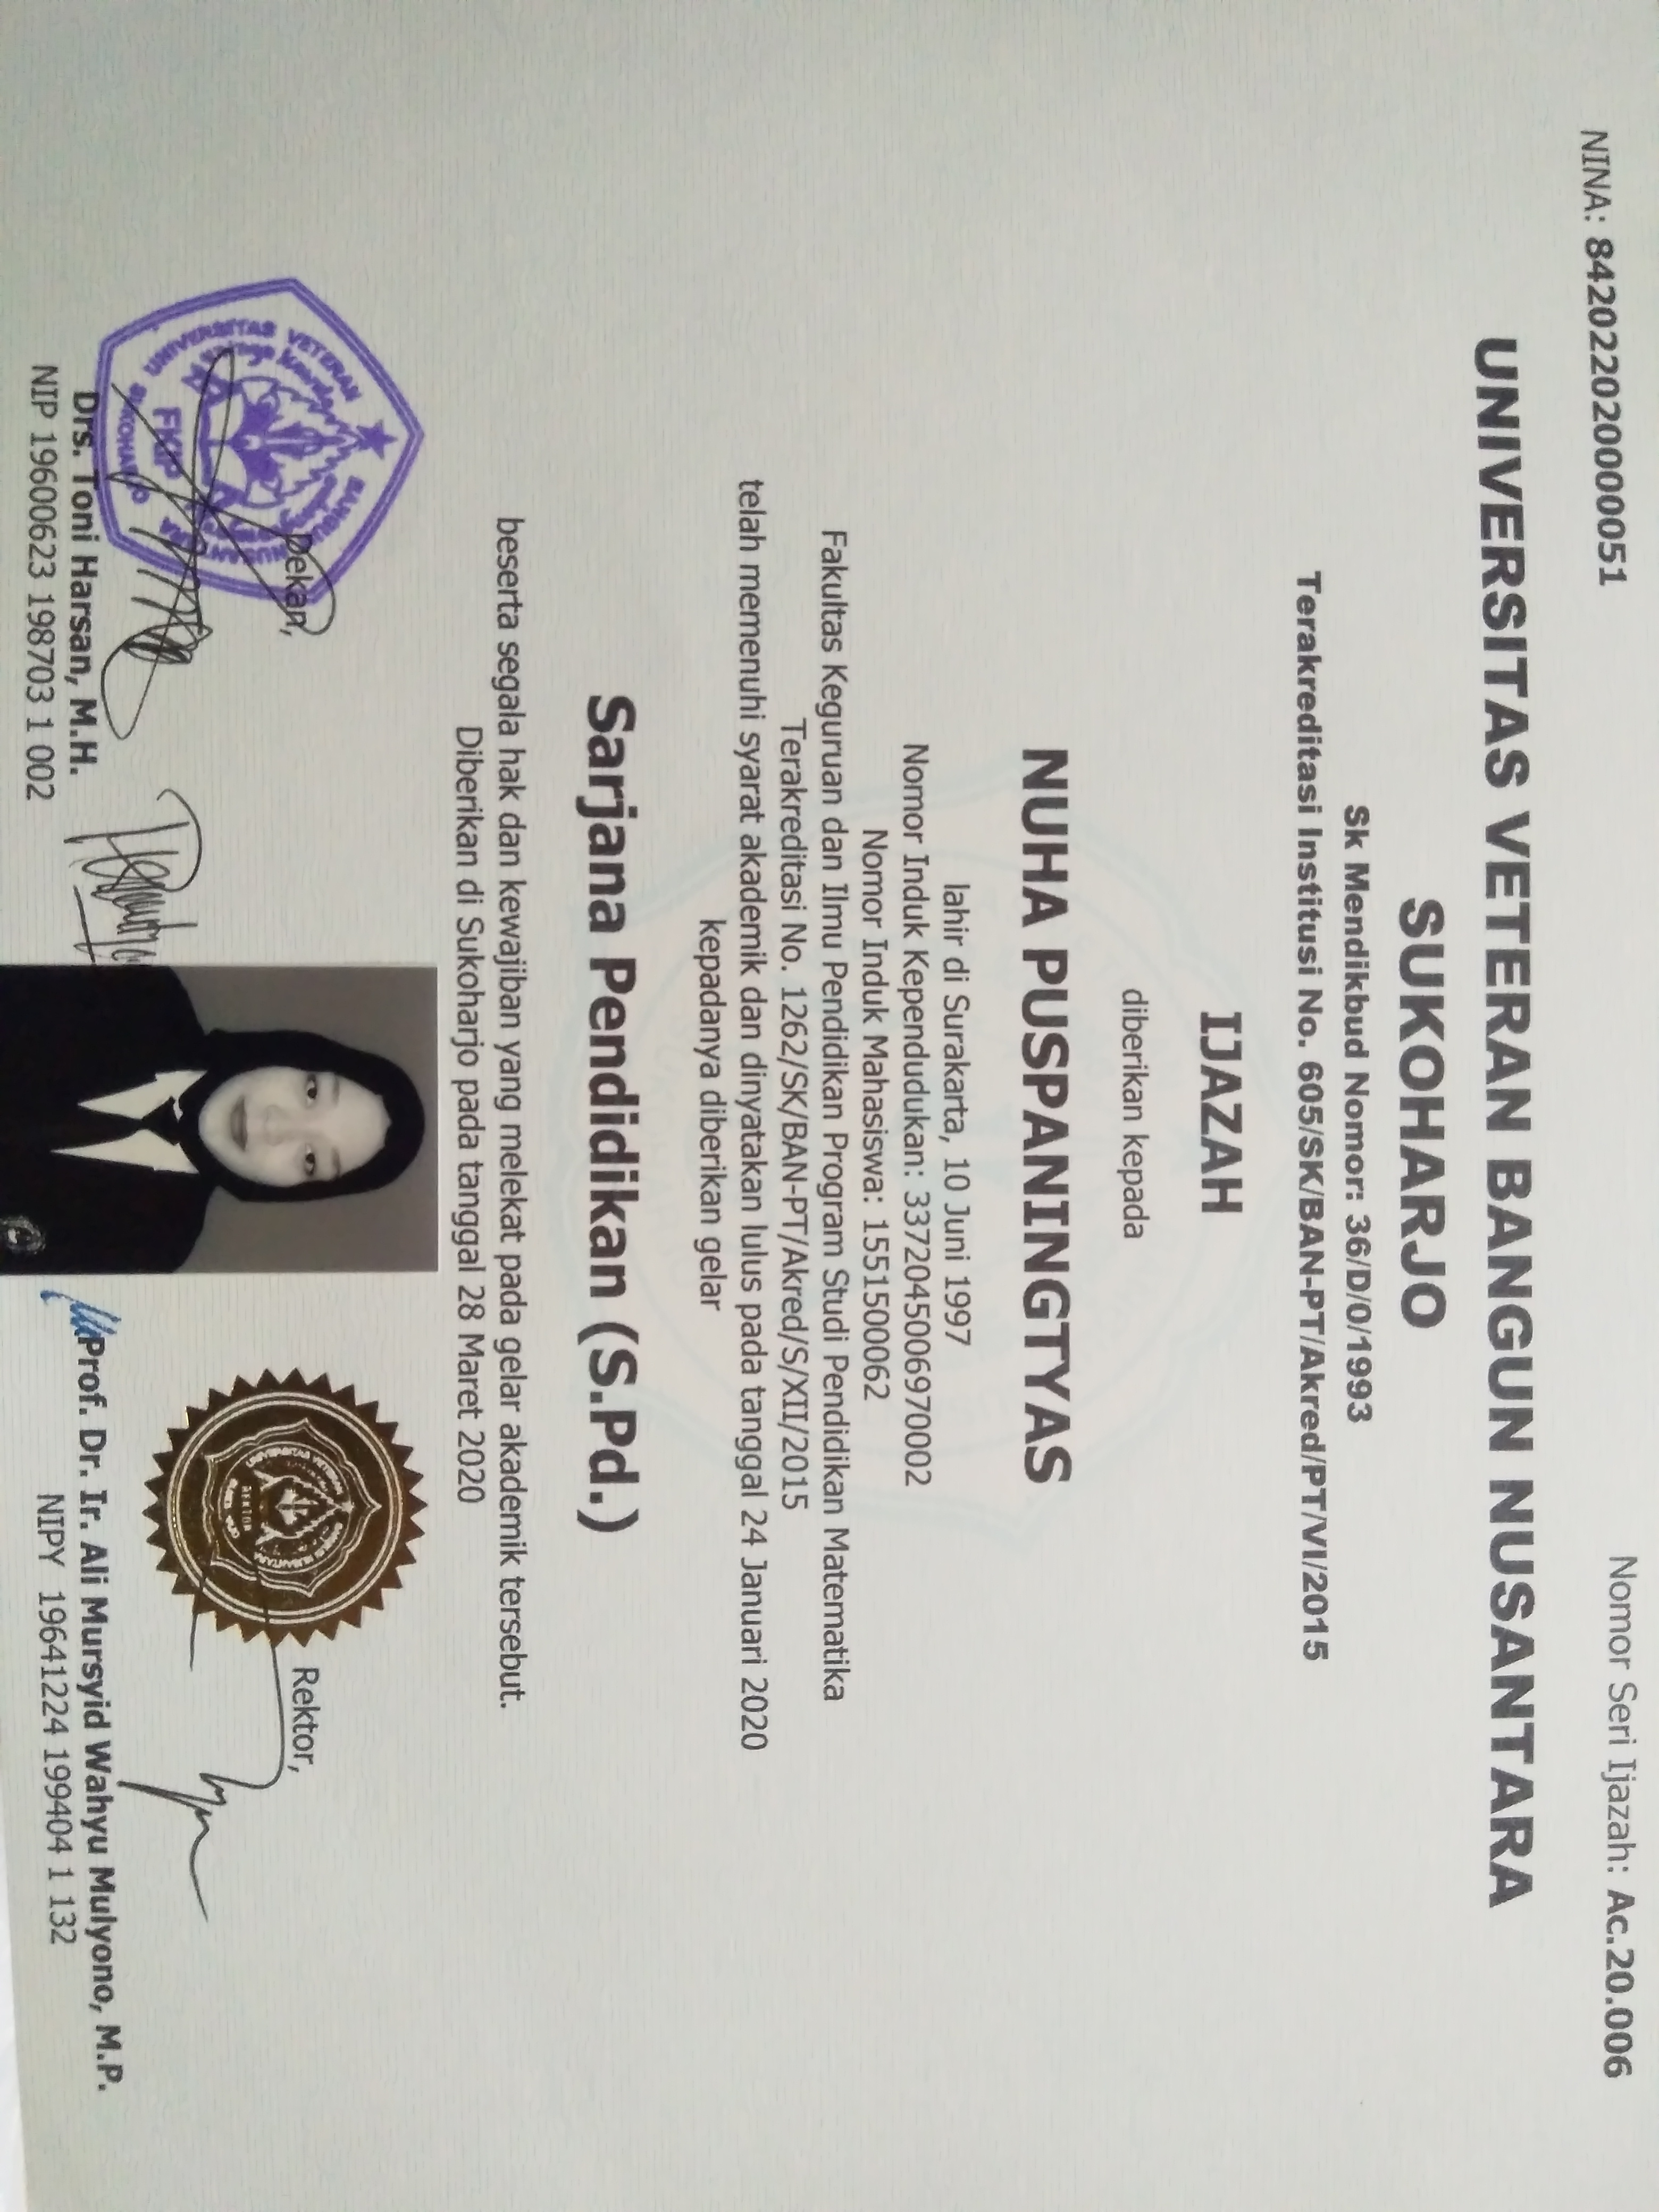 NINA: 842022020000051
Nomor Seri Ijazah: Ac.20.006
UNIVERSITAS VETERAN BANGUN NUSANTARA
SUKOHARJO
Sk Mendikbud Nomor: 36/D/0/1993
Terakreditasi Institusi No. 605/SK/BAN-PT/Akred/PT/VI/2015
IJAZAH
diberikan kepada
NUHA PUSPANINGTYAS
lahir di Surakarta, 10 Juni 1997
Nomor Induk Kependudukan: 3372045006970002
Nomor Induk Mahasiswa: 1551500062
Fakultas Keguruan dan Ilmu Pendidikan Program Studi Pendidikan Matematika
Terakreditasi No. 1262/SK/BAN-PT/Akred/S/XII/2015
telah memenuhi syarat akademik dan dinyatakan lulus pada tanggal 24 Januari 2020
kepadanya diberikan gelar
Sarjana Pendidikan (S.Pd.)
beserta segala hak dan kewajiban yang melekat pada gelar akademik tersebut.
Diberikan di Sukoharjo pada tanggal 28 Maret 2020
Dekan,
UNIVERSITAS VETERAN BANGUN NUSANTARA
FKIP
SUKOHARJO
Drs. Toni Harsan, M.H.
NIP 19600623 198703 1 002
Rektor,
Prof. Dr. Ir. Ali Mursyid Wahyu Mulyono, M.P.
NIPY 19641224 199404 1 132